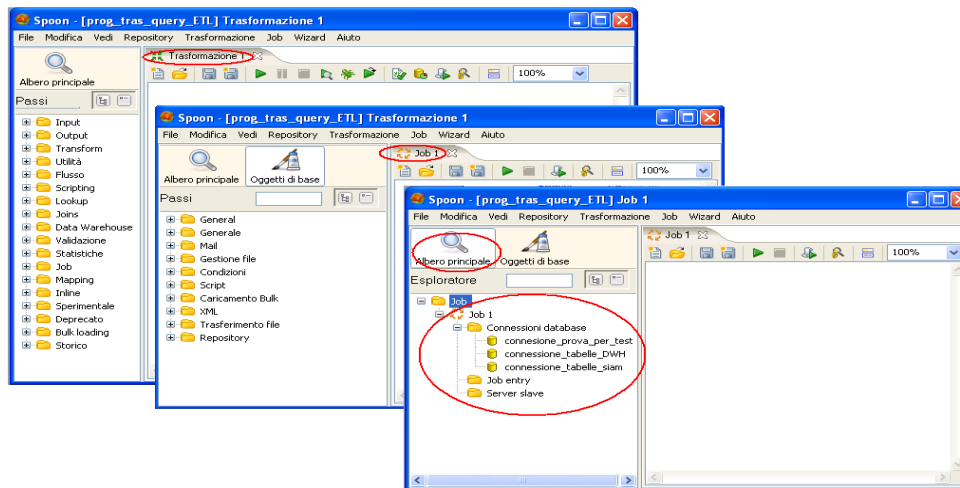 Spoon - [prog_tras_query_ETL] Trasformazione 1
File Modifica Vedi Repository Trasformazione Job Wizard Aiuto
Trasformazione 1
Albero principale
100%
Passi
Input
Output
Transform
Utilità
Flusso
Scripting
Lookup
Joins
Data Warehouse
Validazione
Statistiche
Job
Mapping
Inline
Sperimentale
Deprecato
Bulk loading
Storico
Spoon - [prog_tras_query_ETL] Trasformazione 1
File Modifica Vedi Repository Trasformazione Job Wizard Aiuto
Job 1
Albero principale Oggetti di base
100%
Passi
General
Generale
Mail
Gestione file
Condizioni
Script
Caricamento Bulk
XML
Trasferimento file
Repository
Spoon - [prog_tras_query_ETL] Job 1
File Modifica Vedi Repository Trasformazione Job Wizard Aiuto
Job 1
Albero principale Oggetti di base
100%
Esploratore
Job
Job 1
Connessioni database
connesione_prova_per_test
connessione_tabelle_DWH
connessione_tabelle_siam
Job entry
Server slave